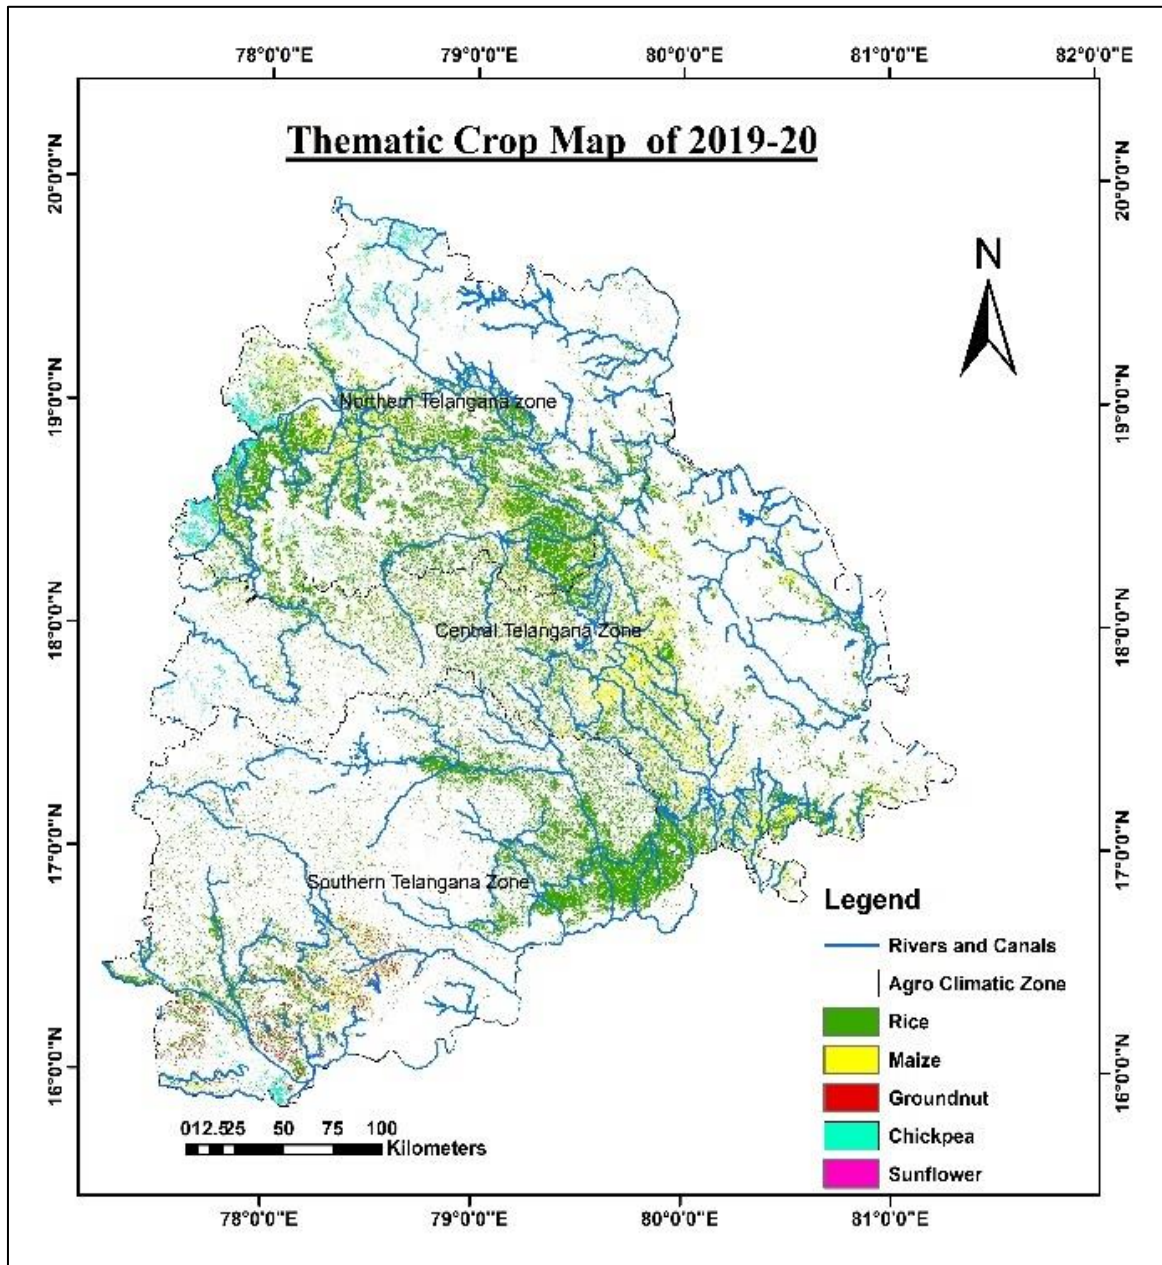 78°0'0"E 79°0'0"E 80°0'0"E 81°0'0"E 82°0'0"E
Thematic Crop Map of 2019-20
20°0'0"N
20°0'0"N
N
19°0'0"N
19°0'0"N
Northern Telangana zone
18°0'0"N
18°0'0"N
Central Telangana Zone
17°0'0"N
17°0'0"N
Southern Telangana Zone
16°0'0"N
16°0'0"N
Legend
Rivers and Canals
Agro Climatic Zone
Rice
Maize
Groundnut
Chickpea
Sunflower
012.525 50 75 100
Kilometers
78°0'0"E 79°0'0"E 80°0'0"E 81°0'0"E